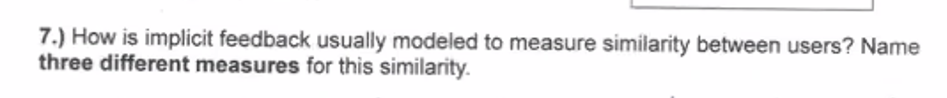 7.) How is implicit feedback usually modeled to measure similarity between users? Name
three different measures for this similarity.